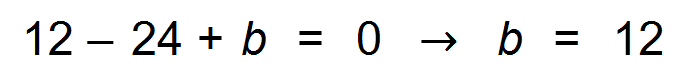 12 – 24 + b = 0 → b = 12